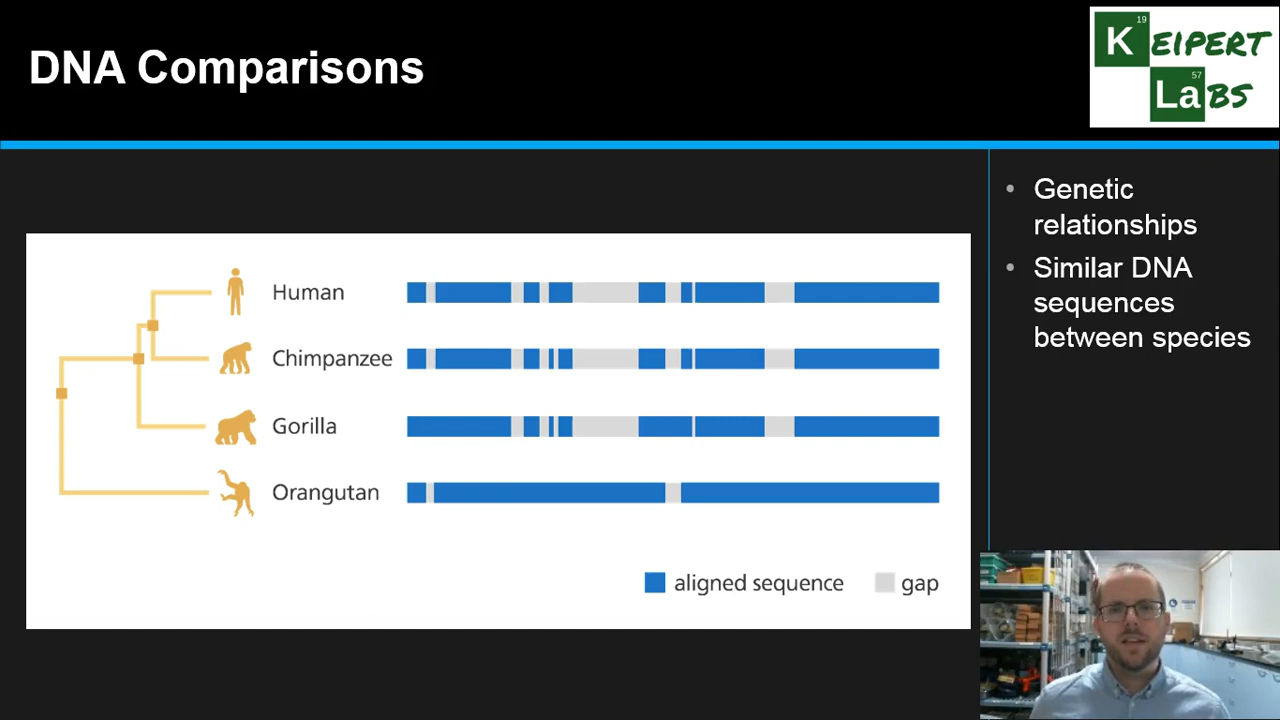 DNA Comparisons
19
K EIPERT
57
La BS
Genetic
relationships
Similar DNA
sequences
between species
Human
Chimpanzee
Gorilla
Orangutan
aligned sequence
gap